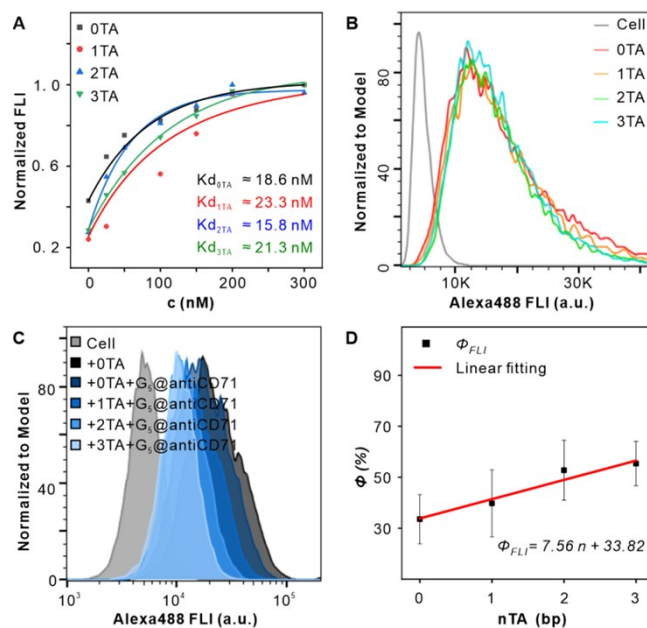 A
0TA
1TA
2TA
3TA
Normalized FLI
1.0
0.6
0.2
Kd0TA ≈ 18.6 nM
Kd1TA ≈ 23.3 nM
Kd2TA ≈ 15.8 nM
Kd3TA ≈ 21.3 nM
0 100 200 300
c (nM)
B
Cell
0TA
1TA
2TA
3TA
Normalized to Model
80
40
0
10K 30K
Alexa488 FLI (a.u.)
C
Cell
+0TA
+0TA+G5@antiCD71
+1TA+G5@antiCD71
+2TA+G5@antiCD71
+3TA+G5@antiCD71
Normalized to Model
80
40
0
10³ 10⁴ 10⁵
Alexa488 FLI (a.u.)
D
ΦFLI
Linear fitting
Φ (%)
90
60
30
ΦFLI = 7.56 n + 33.82
0 1 2 3
nTA (bp)